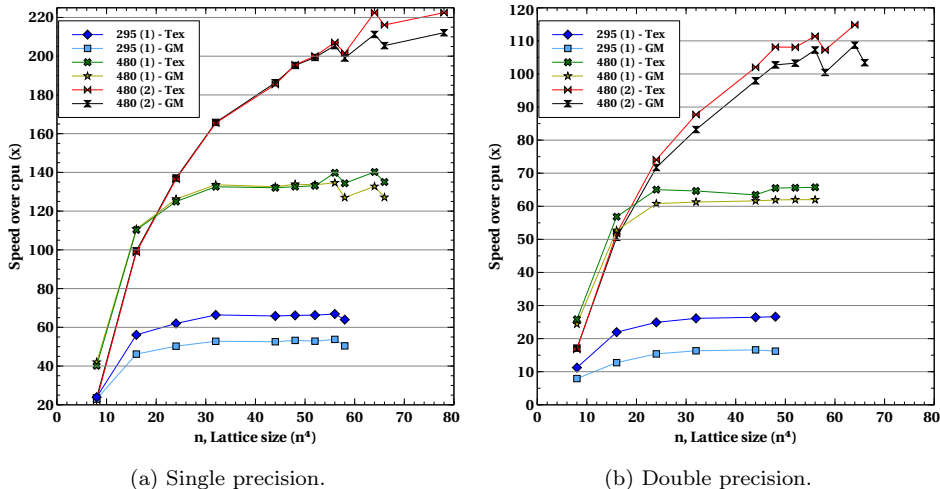 220
200
180
160
140
120
100
80
60
40
20
0
10
20
30
40
50
60
70
80
Speed over cpu (x)
n, Lattice size (n⁴)
295 (1) - Tex
295 (1) - GM
480 (1) - Tex
480 (1) - GM
480 (2) - Tex
480 (2) - GM
(a) Single precision.
120
110
100
90
80
70
60
50
40
30
20
10
0
0
10
20
30
40
50
60
70
80
Speed over cpu (x)
n, Lattice size (n⁴)
295 (1) - Tex
295 (1) - GM
480 (1) - Tex
480 (1) - GM
480 (2) - Tex
480 (2) - GM
(b) Double precision.